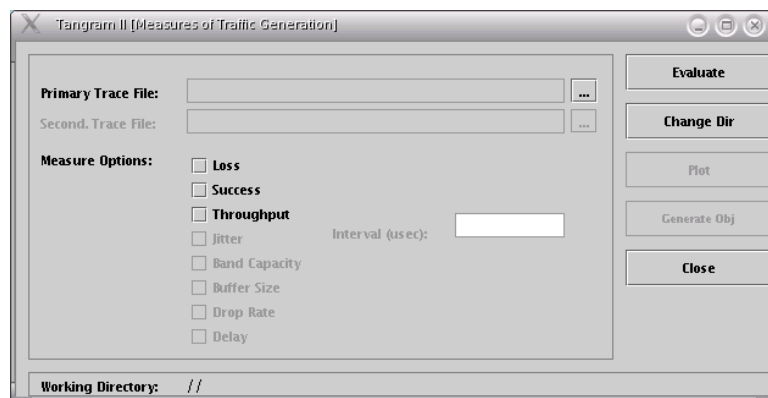 Tangram II [Measures of Traffic Generation]
Primary Trace File:
...
Second. Trace File:
...
Measure Options:
Loss
Success
Throughput
Jitter
Interval (usec):
Band Capacity
Buffer Size
Drop Rate
Delay
Evaluate
Change Dir
Plot
Generate Obj
Close
Working Directory: //